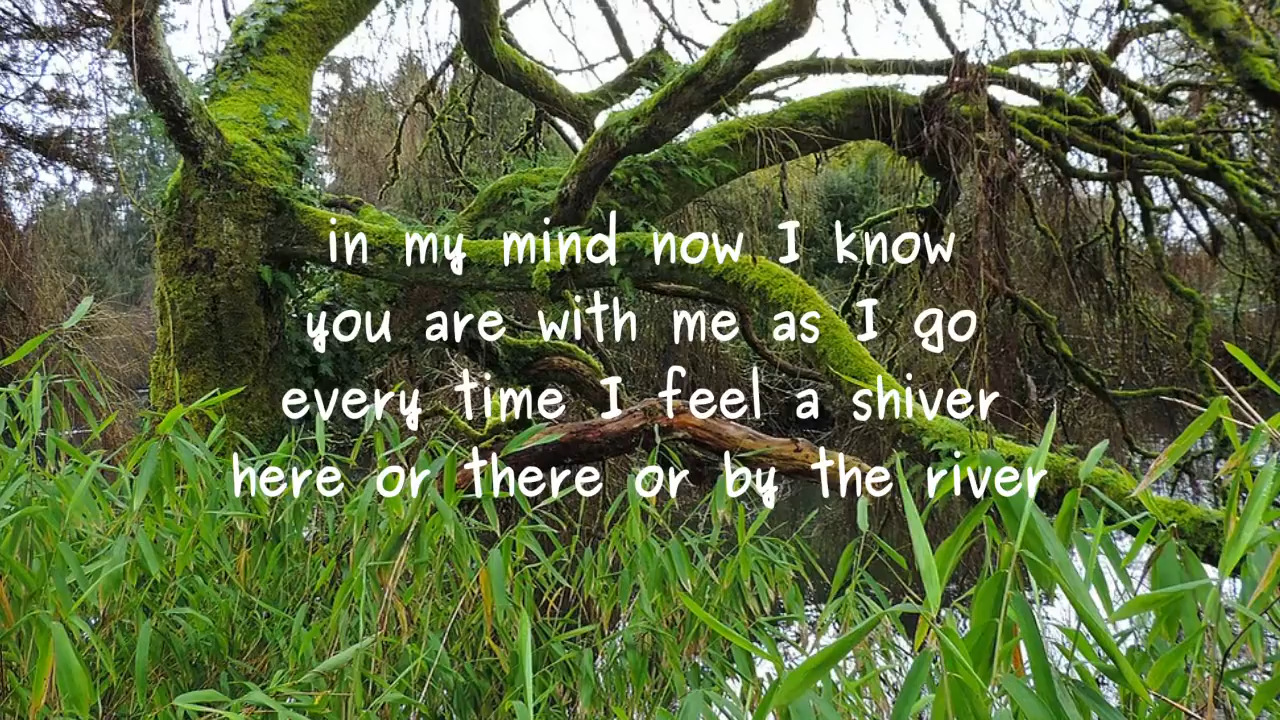 in my mind now I know
you are with me as I go
every time I feel a shiver
here or there or by the river